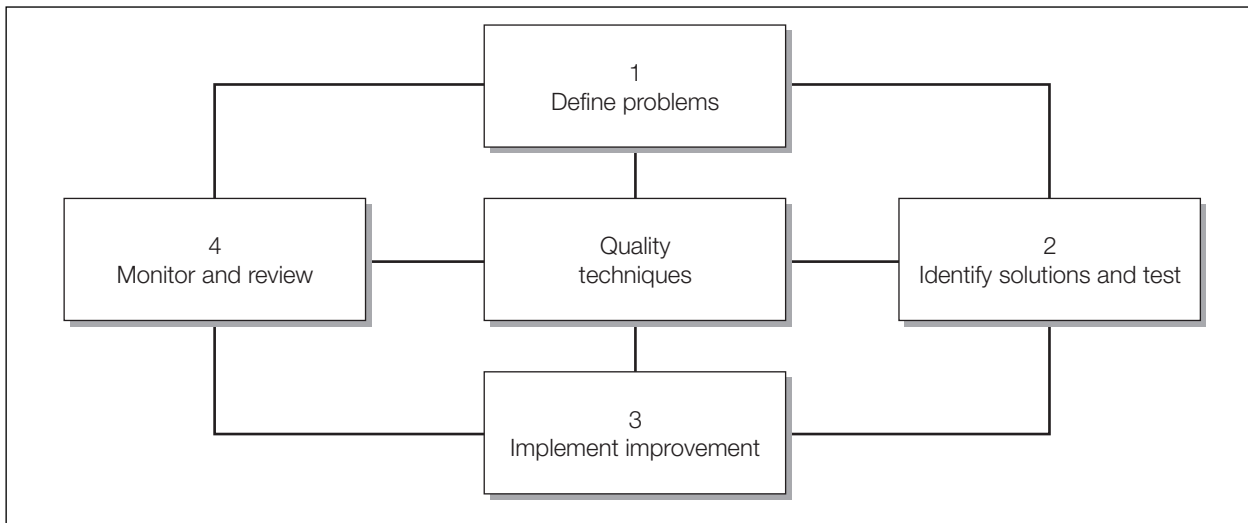 1
Define problems
4
Monitor and review
Quality
techniques
2
Identify solutions and test
3
Implement improvement